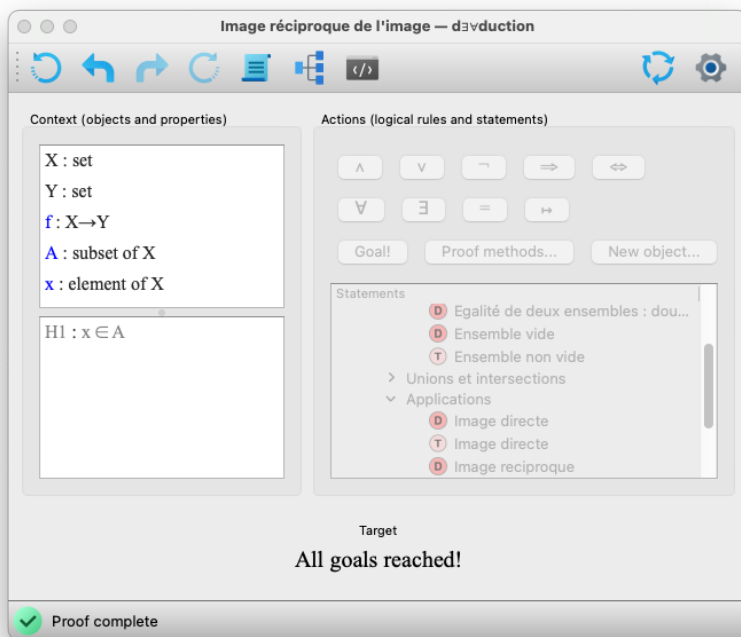 Image réciproque de l'image — d∃∀duction
</>
Context (objects and properties)
X : set
Y : set
f : X→Y
A : subset of X
x : element of X
H1 : x ∈ A
Actions (logical rules and statements)
∧ ∨ ¬ ⇒ ⇔
∀ ∃ = ↦
Goal! Proof methods... New object...
Statements
D Egalité de deux ensembles : dou...
D Ensemble vide
T Ensemble non vide
> Unions et intersections
Applications
D Image directe
T Image directe
D Image reciproque
Target
All goals reached!
Proof complete